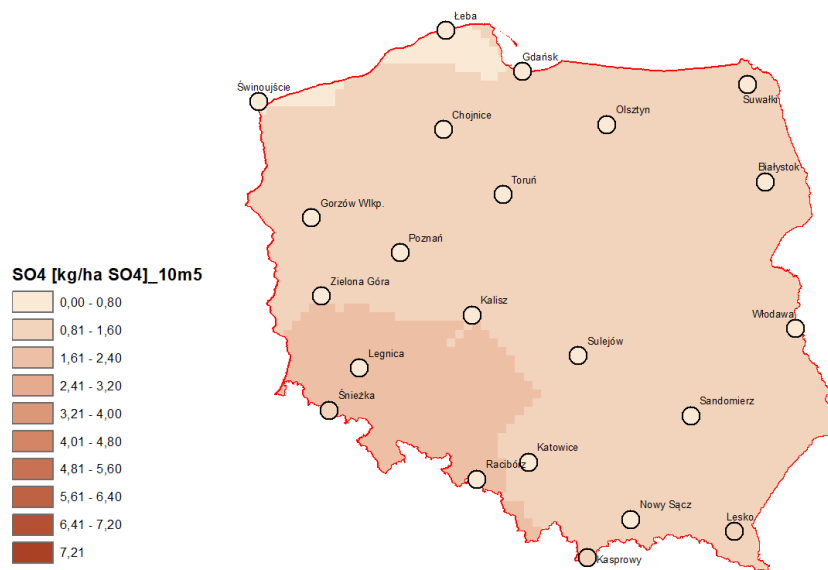 Łeba
Gdańsk
Świnoujście
Suwałki
Chojnice
Olsztyn
Białystok
Toruń
Gorzów Wlkp.
Poznań
SO4 [kg/ha SO4]_10m5
0,00 - 0,80
0,81 - 1,60
1,61 - 2,40
2,41 - 3,20
3,21 - 4,00
4,01 - 4,80
4,81 - 5,60
5,61 - 6,40
6,41 - 7,20
7,21
Zielona Góra
Kalisz
Włodawa
Sulejów
Legnica
Śnieżka
Sandomierz
Katowice
Racibórz
Nowy Sącz
Lesko
Kasprowy